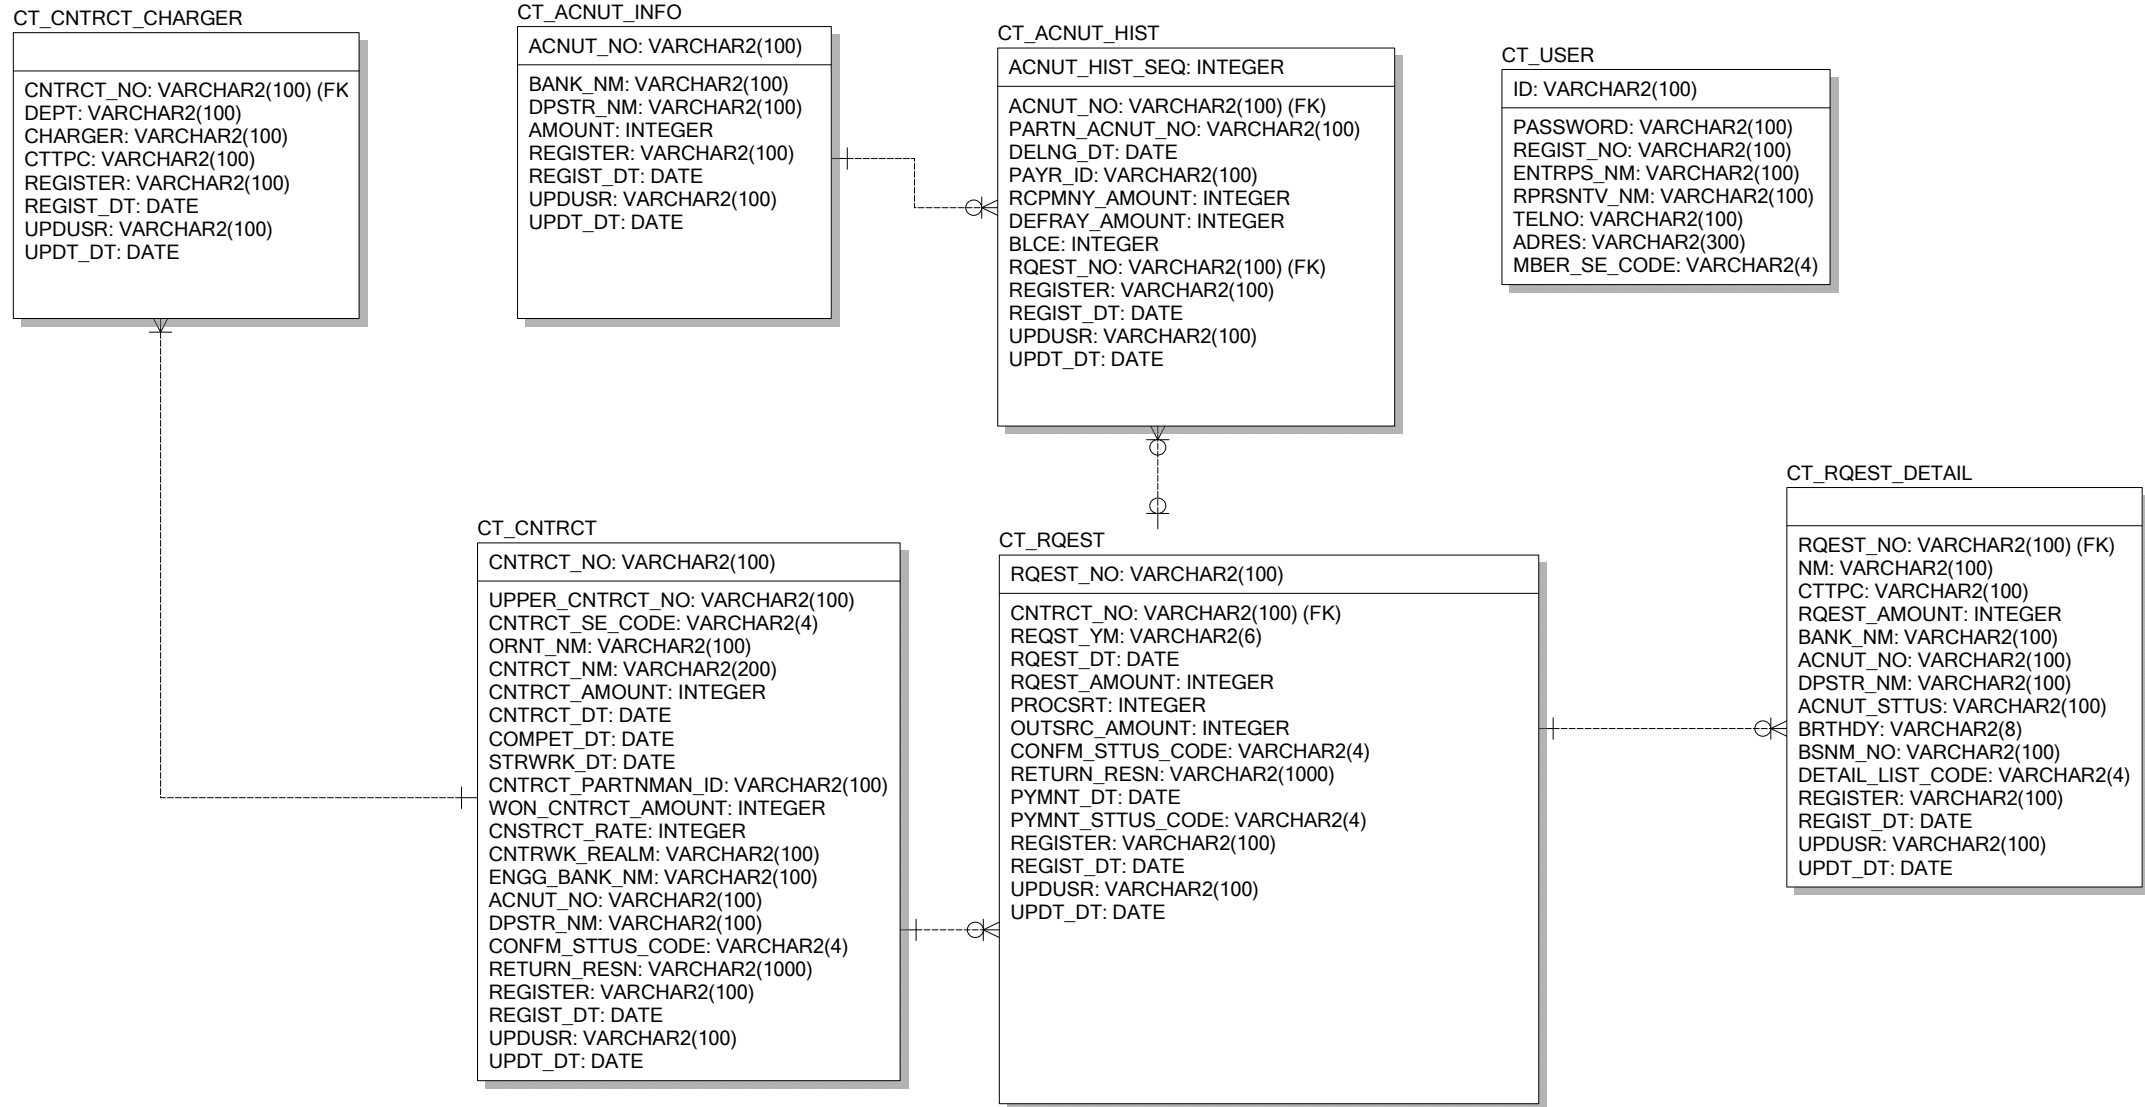 CT_CNTRCT_CHARGER
CNTRCT_NO: VARCHAR2(100) (FK
DEPT: VARCHAR2(100)
CHARGER: VARCHAR2(100)
CTTPC: VARCHAR2(100)
REGISTER: VARCHAR2(100)
REGIST_DT: DATE
UPDUSR: VARCHAR2(100)
UPDT_DT: DATE
CT_ACNUT_INFO
ACNUT_NO: VARCHAR2(100)
BANK_NM: VARCHAR2(100)
DPSTR_NM: VARCHAR2(100)
AMOUNT: INTEGER
REGISTER: VARCHAR2(100)
REGIST_DT: DATE
UPDUSR: VARCHAR2(100)
UPDT_DT: DATE
CT_ACNUT_HIST
ACNUT_HIST_SEQ: INTEGER
ACNUT_NO: VARCHAR2(100) (FK)
PARTN_ACNUT_NO: VARCHAR2(100)
DELNG_DT: DATE
PAYR_ID: VARCHAR2(100)
RCPMNY_AMOUNT: INTEGER
DEFRAY_AMOUNT: INTEGER
BLCE: INTEGER
RQEST_NO: VARCHAR2(100) (FK)
REGISTER: VARCHAR2(100)
REGIST_DT: DATE
UPDUSR: VARCHAR2(100)
UPDT_DT: DATE
CT_USER
ID: VARCHAR2(100)
PASSWORD: VARCHAR2(100)
REGIST_NO: VARCHAR2(100)
ENTRPS_NM: VARCHAR2(100)
RPRSNTV_NM: VARCHAR2(100)
TELNO: VARCHAR2(100)
ADRES: VARCHAR2(300)
MBER_SE_CODE: VARCHAR2(4)
CT_CNTRCT
CNTRCT_NO: VARCHAR2(100)
UPPER_CNTRCT_NO: VARCHAR2(100)
CNTRCT_SE_CODE: VARCHAR2(4)
ORNT_NM: VARCHAR2(100)
CNTRCT_NM: VARCHAR2(200)
CNTRCT_AMOUNT: INTEGER
CNTRCT_DT: DATE
COMPET_DT: DATE
STRWRK_DT: DATE
CNTRCT_PARTNMAN_ID: VARCHAR2(100)
WON_CNTRCT_AMOUNT: INTEGER
CNSTRCT_RATE: INTEGER
CNTRWK_REALM: VARCHAR2(100)
ENGG_BANK_NM: VARCHAR2(100)
ACNUT_NO: VARCHAR2(100)
DPSTR_NM: VARCHAR2(100)
CONFM_STTUS_CODE: VARCHAR2(4)
RETURN_RESN: VARCHAR2(1000)
REGISTER: VARCHAR2(100)
REGIST_DT: DATE
UPDUSR: VARCHAR2(100)
UPDT_DT: DATE
CT_RQEST
RQEST_NO: VARCHAR2(100)
CNTRCT_NO: VARCHAR2(100) (FK)
REQST_YM: VARCHAR2(6)
RQEST_DT: DATE
RQEST_AMOUNT: INTEGER
PROCSRT: INTEGER
OUTSRC_AMOUNT: INTEGER
CONFM_STTUS_CODE: VARCHAR2(4)
RETURN_RESN: VARCHAR2(1000)
PYMNT_DT: DATE
PYMNT_STTUS_CODE: VARCHAR2(4)
REGISTER: VARCHAR2(100)
REGIST_DT: DATE
UPDUSR: VARCHAR2(100)
UPDT_DT: DATE
CT_RQEST_DETAIL
RQEST_NO: VARCHAR2(100) (FK)
NM: VARCHAR2(100)
CTTPC: VARCHAR2(100)
RQEST_AMOUNT: INTEGER
BANK_NM: VARCHAR2(100)
ACNUT_NO: VARCHAR2(100)
DPSTR_NM: VARCHAR2(100)
ACNUT_STTUS: VARCHAR2(100)
BRTHDY: VARCHAR2(8)
BSNM_NO: VARCHAR2(100)
DETAIL_LIST_CODE: VARCHAR2(4)
REGISTER: VARCHAR2(100)
REGIST_DT: DATE
UPDUSR: VARCHAR2(100)
UPDT_DT: DATE